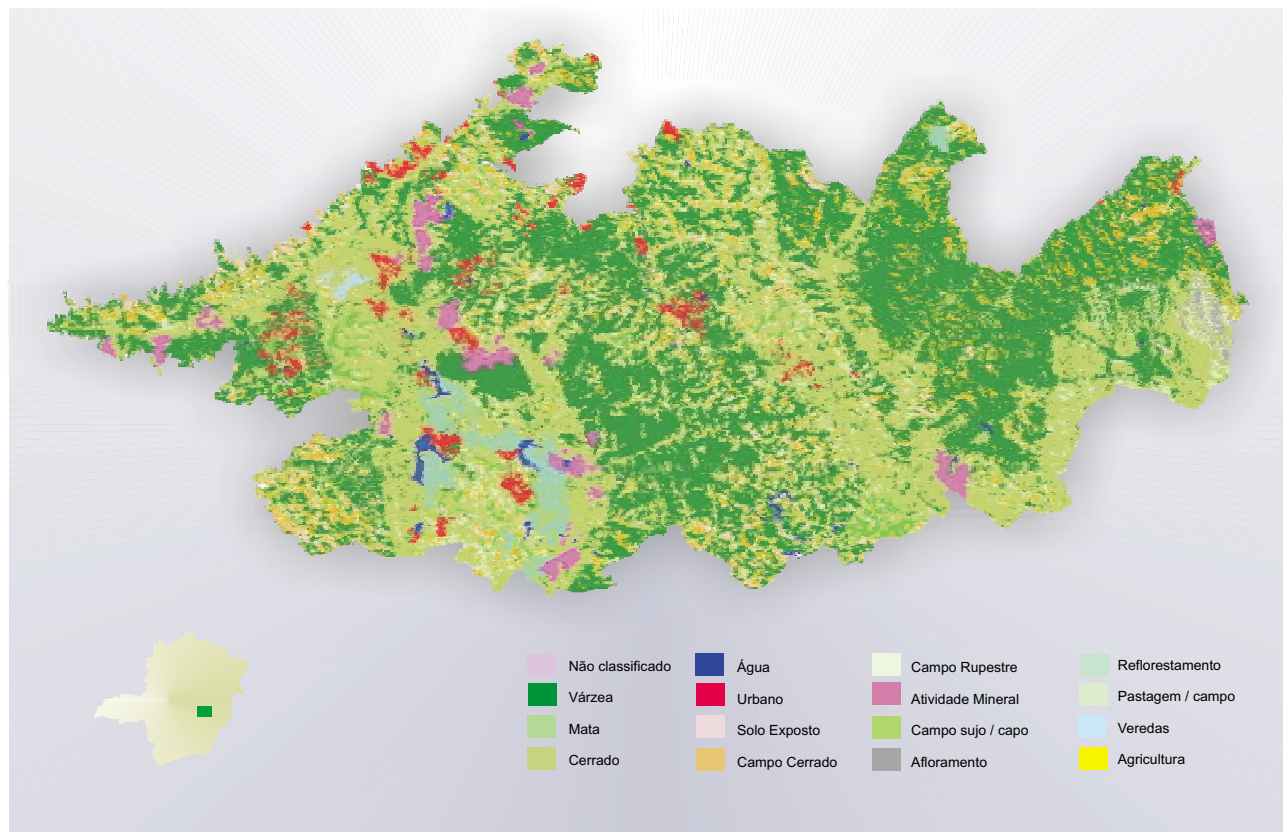 Não classificado
Várzea
Mata
Cerrado
Água
Urbano
Solo Exposto
Campo Cerrado
Campo Rupestre
Atividade Mineral
Campo sujo / capo
Afloramento
Reflorestamento
Pastagem / campo
Veredas
Agricultura